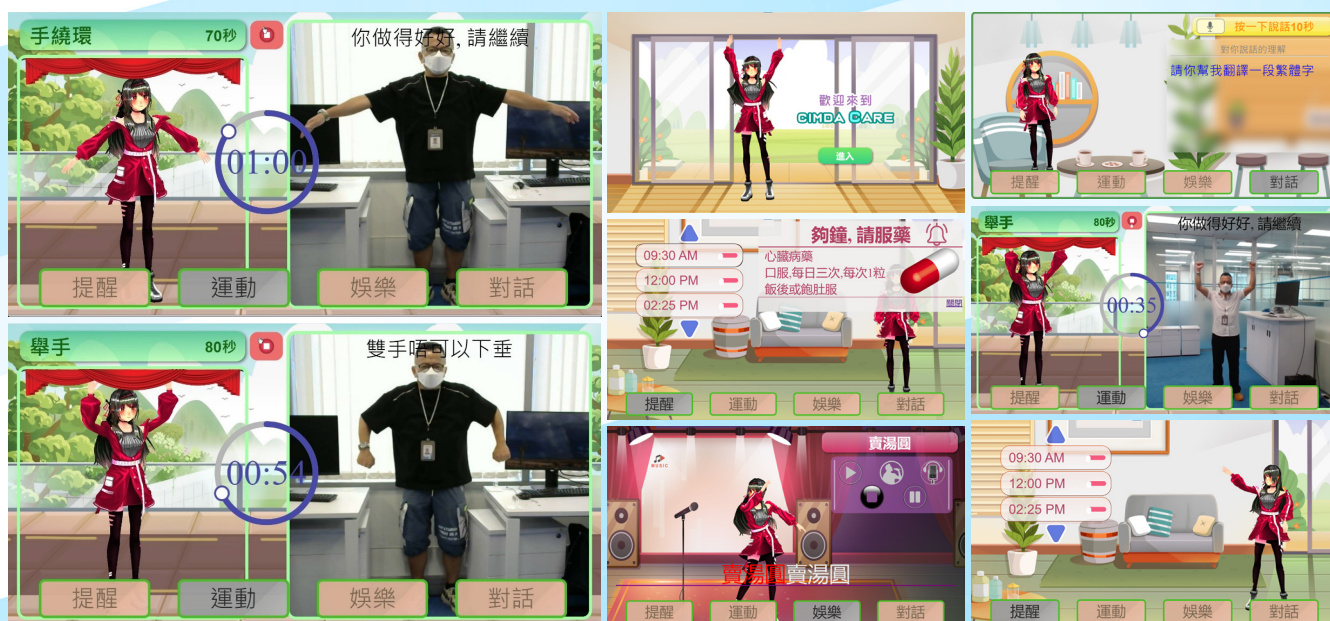 手繞環
70秒
你做得好好, 請繼續
01:00
提醒
運動
娛樂
對話
舉手
80秒
雙手唔可以下垂
00:54
提醒
運動
娛樂
對話
歡迎來到
CIMDA CARE
進入
夠鐘, 請服藥
09:30 AM
12:00 PM
02:25 PM
心臟病藥
口服,每日三次,每次1粒
飯後或飽肚服
關閉
提醒
運動
娛樂
對話
MUSIC
賣湯圓
賣湯圓賣湯圓
提醒
運動
娛樂
對話
按一下說話10秒
對你說話的理解
請你幫我翻譯一段繁體字
提醒
運動
娛樂
對話
舉手
80秒
你做得好好, 請繼續
00:35
提醒
運動
娛樂
對話
09:30 AM
12:00 PM
02:25 PM
提醒
運動
娛樂
對話